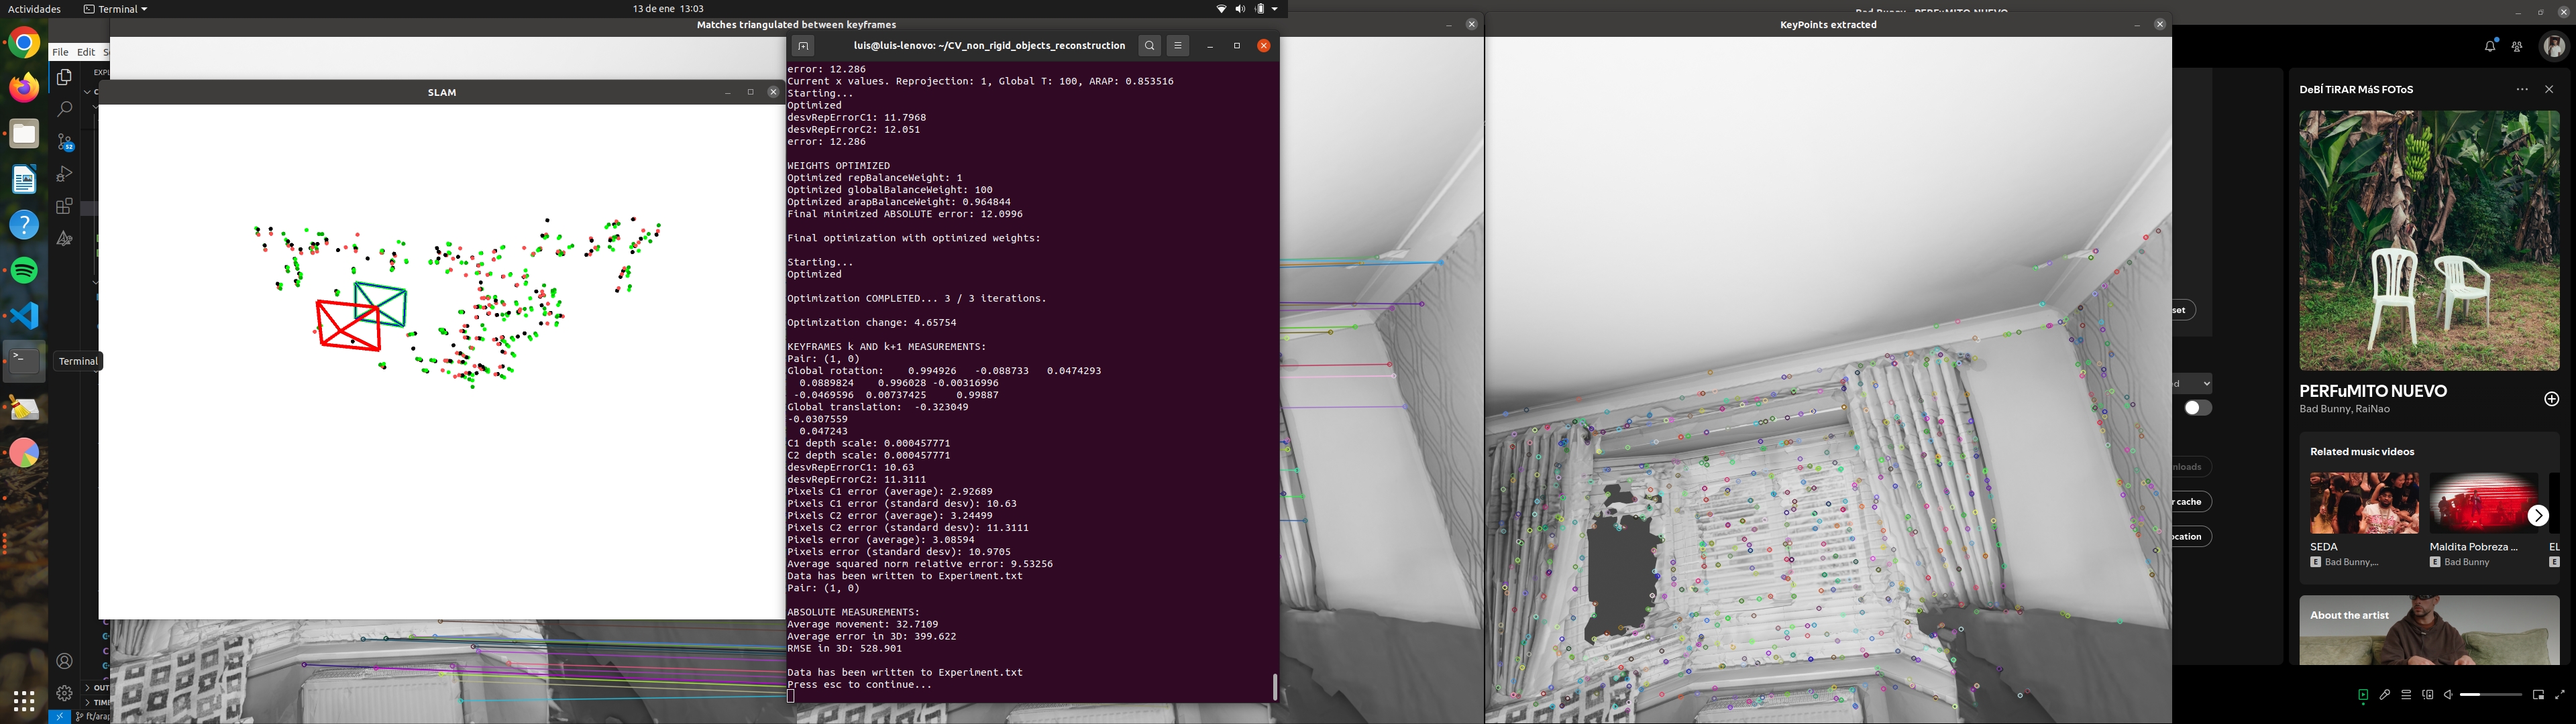 Actividades
Terminal
13 de ene 13:03
Matches triangulated between keyframes
KeyPoints extracted
File Edit
SLAM
Terminal
luis@luis-lenovo: ~/CV_non_rigid_objects_reconstruction
error: 12.286
Current x values. Reprojection: 1, Global T: 100, ARAP: 0.853516
Starting...
Optimized
desvRepErrorC1: 11.7968
desvRepErrorC2: 12.051
error: 12.286
WEIGHTS OPTIMIZED
Optimized repBalanceWeight: 1
Optimized globalBalanceWeight: 100
Optimized arapBalanceWeight: 0.964844
Final minimized ABSOLUTE error: 12.0996
Final optimization with optimized weights:
Starting...
Optimized
Optimization COMPLETED... 3 / 3 iterations.
Optimization change: 4.65754
KEYFRAMES k AND k+1 MEASUREMENTS:
Pair: (1, 0)
Global rotation: 0.994926 -0.088733 0.0474293
0.0889824 0.996028 -0.00316996
-0.0469596 0.00737425 0.99887
Global translation: -0.323049
-0.0307559
0.047243
C1 depth scale: 0.000457771
C2 depth scale: 0.000457771
desvRepErrorC1: 10.63
desvRepErrorC2: 11.3111
Pixels C1 error (average): 2.92689
Pixels C1 error (standard desv): 10.63
Pixels C2 error (average): 3.24499
Pixels C2 error (standard desv): 11.3111
Pixels error (average): 3.08594
Pixels error (standard desv): 10.9705
Average squared norm relative error: 9.53256
Data has been written to Experiment.txt
Pair: (1, 0)
ABSOLUTE MEASUREMENTS:
Average movement: 32.7109
Average error in 3D: 399.622
RMSE in 3D: 528.901
Data has been written to Experiment.txt
Press esc to continue...
DeBÍ TiRAR MáS FOToS
PERFuMITO NUEVO
Bad Bunny, RaiNao
Related music videos
SEDA
E Bad Bunny,...
Maldita Pobreza ...
E Bad Bunny
EL
E
About the artist